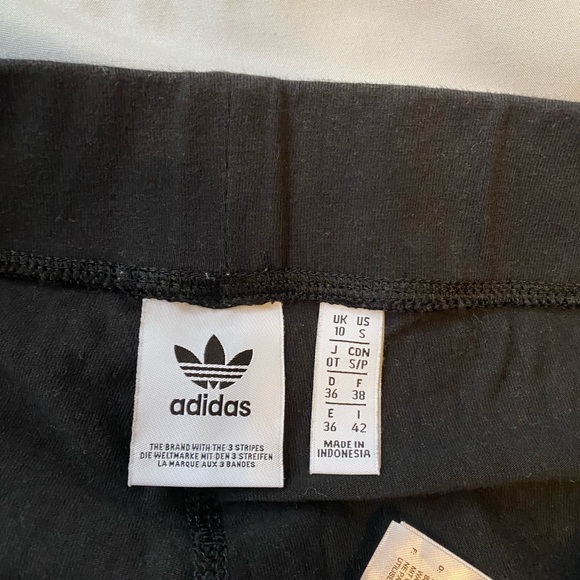 adidas
THE BRAND WITH THE 3 STRIPES
DIE WELTMARKE MIT DEN 3 STREIFEN
LA MARQUE AUX 3 BANDES
UK US
10 S
J CDN
OT S/P
D F
36 38
E I
36 42
MADE IN
INDONESIA
D:
F: